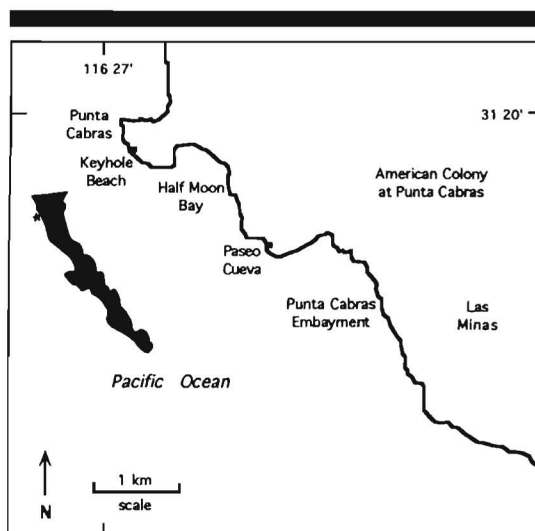 116 27'
31 20'
Punta
Cabras
Keyhole
Beach
Half Moon
Bay
American Colony
at Punta Cabras
*
Paseo
Cueva
Punta Cabras
Embayment
Las
Minas
Pacific Ocean
N
1 km
scale